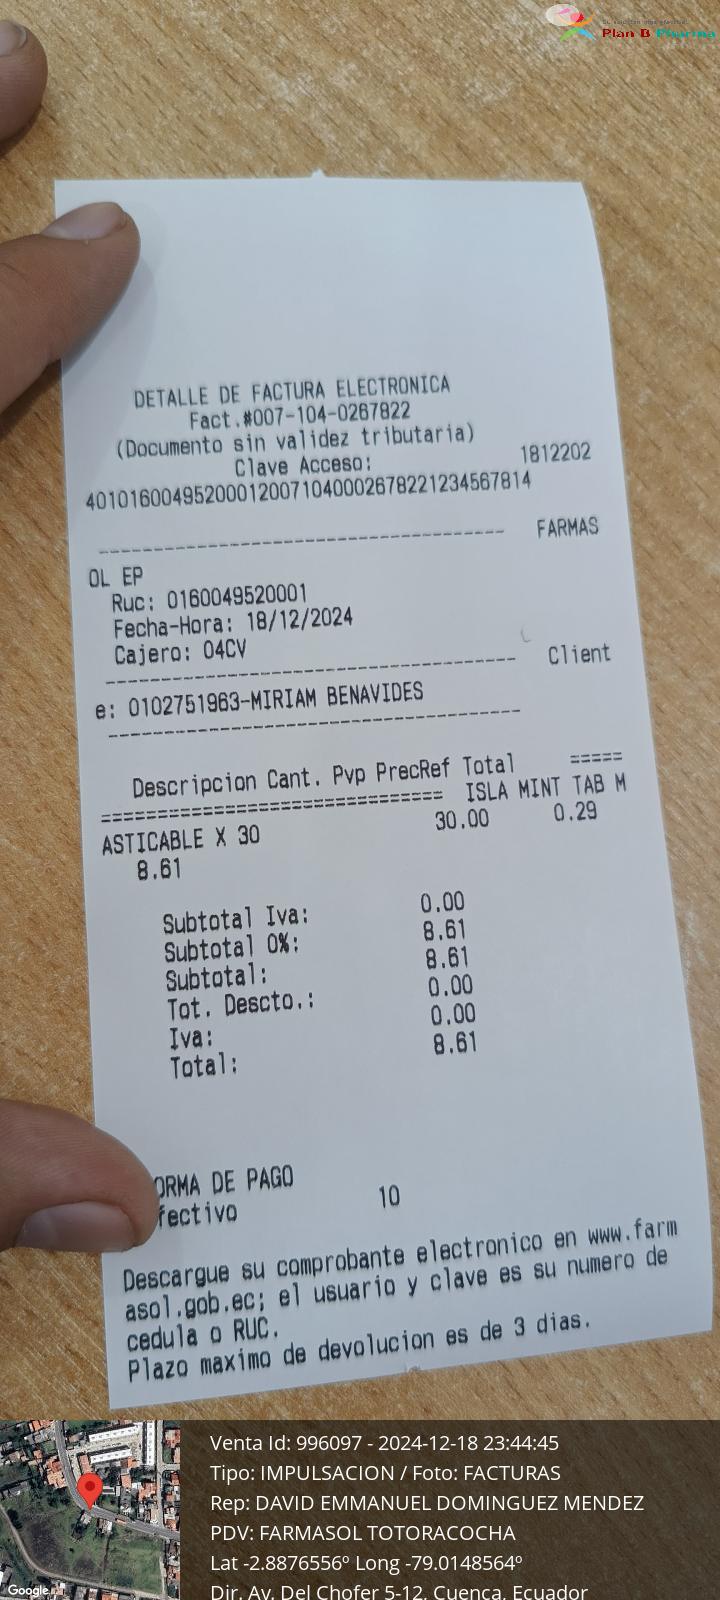 Plan B Pharma
DETALLE DE FACTURA ELECTRONICA
Fact.#007-104-0267822
(Documento sin validez tributaria)
Clave Acceso: 1812202
401016004952000120071040002678221234567814
------------------------------------ FARMAS
OL EP
Ruc: 0160049520001
Fecha-Hora: 18/12/2024
Cajero: 04CV
------------------------------------ Client
e: 0102751963-MIRIAM BENAVIDES
------------------------------------
Descripcion Cant. Pvp PrecRef Total =====
=============================== ISLA MINT TAB M
ASTICABLE X 30 30.00 0.29
8.61
Subtotal Iva: 0.00
Subtotal 0%: 8.61
Subtotal: 8.61
Tot. Descto.: 0.00
Iva: 0.00
Total: 8.61
ORMA DE PAGO
fectivo 10
Descargue su comprobante electronico en www.farm
asol.gob.ec; el usuario y clave es su numero de
cedula o RUC.
Plazo maximo de devolucion es de 3 dias.
Venta Id: 996097 - 2024-12-18 23:44:45
Tipo: IMPULSACION / Foto: FACTURAS
Rep: DAVID EMMANUEL DOMINGUEZ MENDEZ
PDV: FARMASOL TOTORACOCHA
Lat -2.8876556º Long -79.0148564º
Dir. Av. Del Chofer 5-12, Cuenca, Ecuador
Google